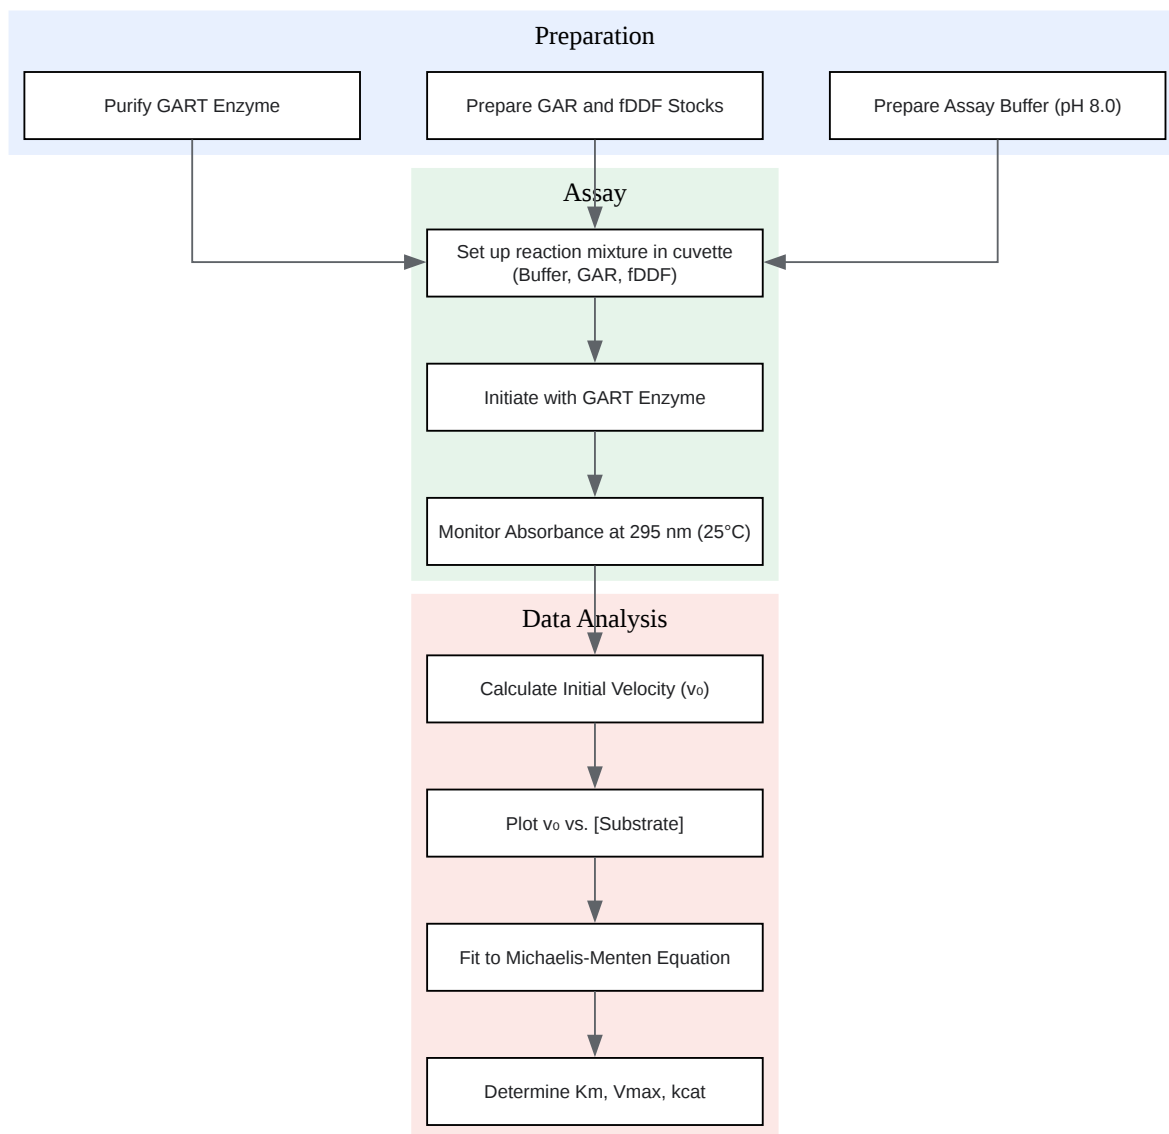 Preparation
Purify GART Enzyme
Prepare GAR and fDDF Stocks
Prepare Assay Buffer (pH 8.0)
Assay
Set up reaction mixture in cuvette
(Buffer, GAR, fDDF)
Initiate with GART Enzyme
Monitor Absorbance at 295 nm (25°C)
Data Analysis
Calculate Initial Velocity (v₀)
Plot v₀ vs. [Substrate]
Fit to Michaelis-Menten Equation
Determine Km, Vmax, kcat